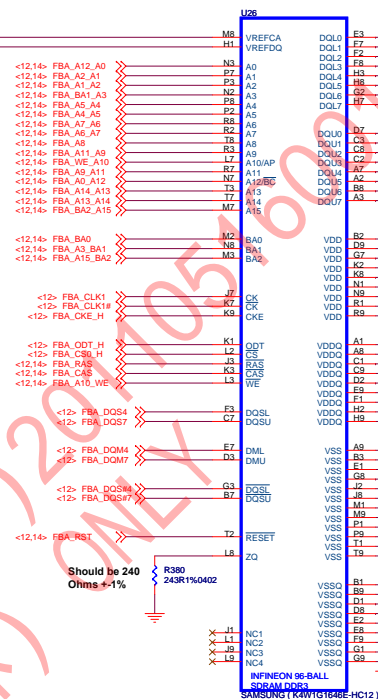 U26
M8 VREFCA
H1 VREFDQ
<12,14> FBA_A12_A0 N3 A0
<12,14> FBA_A2_A1 P7 A1
<12,14> FBA_A1_A2 P3 A2
<12,14> FBA_BA1_A3 N2 A3
<12,14> FBA_A5_A4 P8 A4
<12,14> FBA_A4_A5 P2 A5
<12,14> FBA_A7_A6 R8 A6
<12,14> FBA_A6_A7 R2 A7
<12,14> FBA_A8 T8 A8
<12,14> FBA_A11_A9 R3 A9
<12,14> FBA_WE_A10 L7 A10/AP
<12,14> FBA_A9_A11 R7 A11
<12,14> FBA_A0_A12 N7 A12/BC
<12,14> FBA_A14_A13 T3 A13
<12,14> FBA_A13_A14 T7 A14
<12,14> FBA_BA2_A15 M7 A15
<12,14> FBA_BA0 M2 BA0
<12,14> FBA_A3_BA1 N8 BA1
<12,14> FBA_A15_BA2 M3 BA2
<12> FBA_CLK1 J7 CK
<12> FBA_CLK1# K7 CK
<12> FBA_CKE_H K9 CKE
<12> FBA_ODT_H K1 ODT
<12> FBA_CS0_H L2 CS
<12,14> FBA_RAS J3 RAS
<12,14> FBA_CAS K3 CAS
<12,14> FBA_A10_WE L3 WE
<12> FBA_DQS4 F3 DQSL
<12> FBA_DQS7 C7 DQSU
<12> FBA_DQM4 E7 DML
<12> FBA_DQM7 D3 DMU
<12> FBA_DQS#4 G3 DQSL
<12> FBA_DQS#7 B7 DQSU
<12,14> FBA_RST T2 RESET
L8 ZQ
Should be 240
Ohms +-1%
R380
243R1%0402
J1 NC1
L1 NC2
J9 NC3
L9 NC4
DQL0 E3
DQL1 F7
DQL2 F2
DQL3 F8
DQL4 H3
DQL5 H8
DQL6 G2
DQL7 H7
DQU0 D7
DQU1 C3
DQU2 C8
DQU3 C2
DQU4 A7
DQU5 A2
DQU6 B8
DQU7 A3
VDD B2
VDD D9
VDD G7
VDD K2
VDD K8
VDD N1
VDD N9
VDD R1
VDD R9
VDDQ A1
VDDQ A8
VDDQ C1
VDDQ C9
VDDQ D2
VDDQ E9
VDDQ F1
VDDQ H2
VDDQ H9
VSS A9
VSS B3
VSS E1
VSS G8
VSS J2
VSS J8
VSS M1
VSS M9
VSS P1
VSS P9
VSS T1
VSS T9
VSSQ B1
VSSQ B9
VSSQ D1
VSSQ D8
VSSQ E2
VSSQ E8
VSSQ F9
VSSQ G1
VSSQ G9
INFINEON 96-BALL
SDRAM DDR3
SAMSUNG ( K4W1G1646E-HC12 )
) 20110516001
ONLY